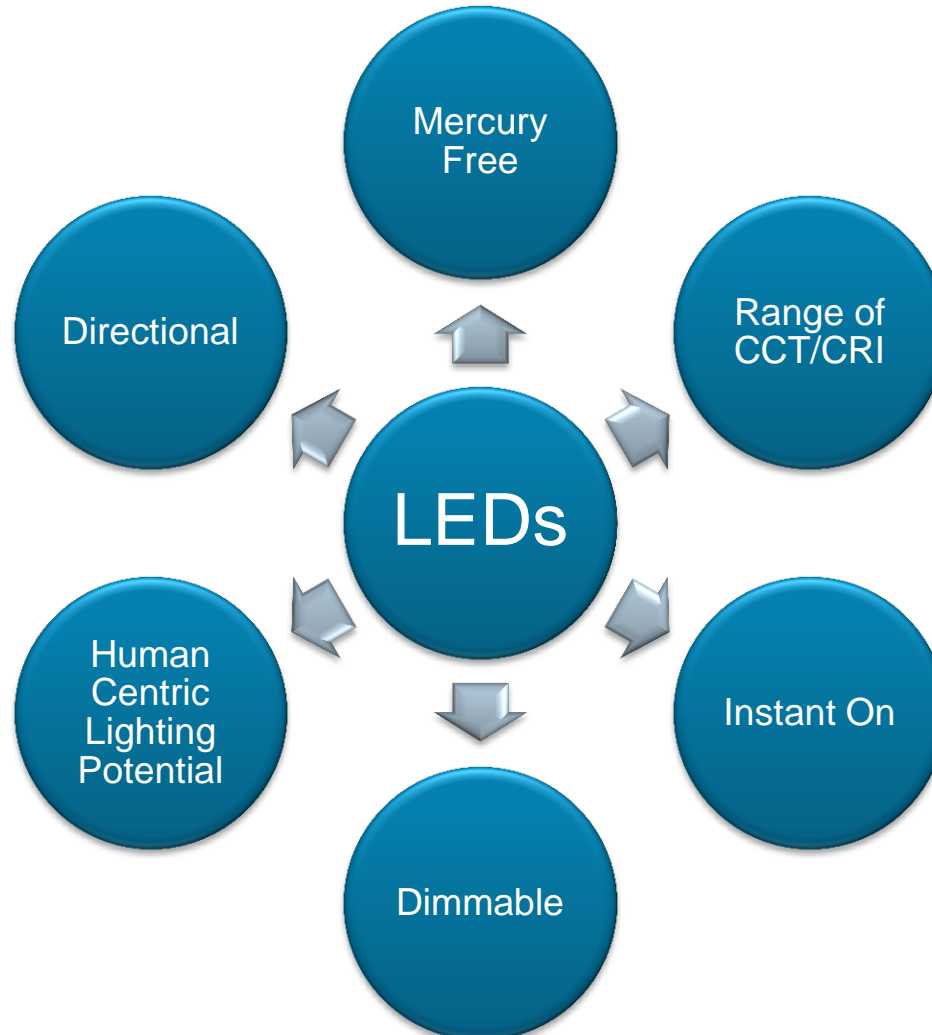 Mercury
Free
Directional
Range of
CCT/CRI
LEDs
Human
Centric
Lighting
Potential
Instant On
Dimmable